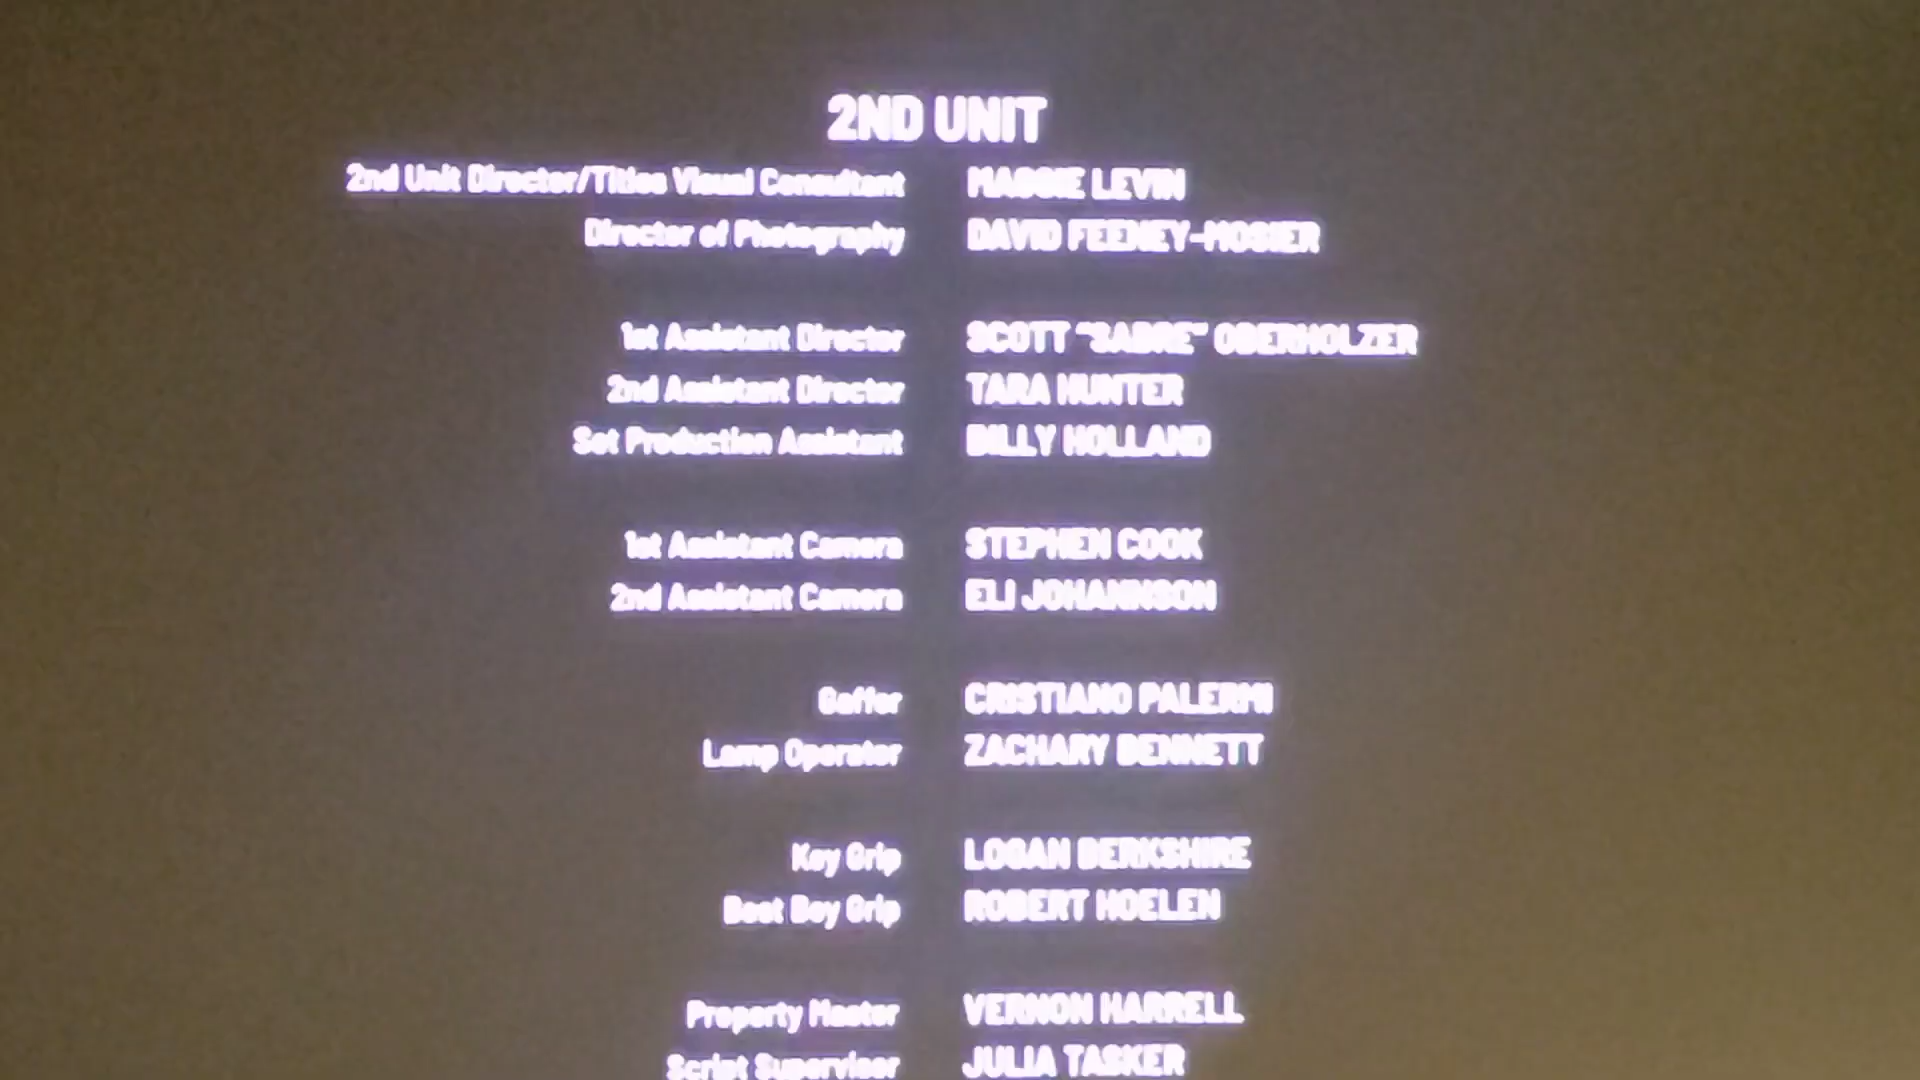 2ND UNIT
2nd Unit Director/Titles Visual Consultant MAGGIE LEVIN
Director of Photography DAVID FEENEY-MOSIER
1st Assistant Director SCOTT "SABRE" OBERHOLZER
2nd Assistant Director TARA HUNTER
Set Production Assistant BILLY HOLLAND
1st Assistant Camera STEPHEN COOK
2nd Assistant Camera ELI JOHANNSON
Gaffer CRISTIANO PALERMI
Lamp Operator ZACHARY BENNETT
Key Grip LOGAN BERKSHIRE
Best Boy Grip ROBERT HOELEN
Property Master VERNON HARRELL
Script Supervisor JULIA TASKER